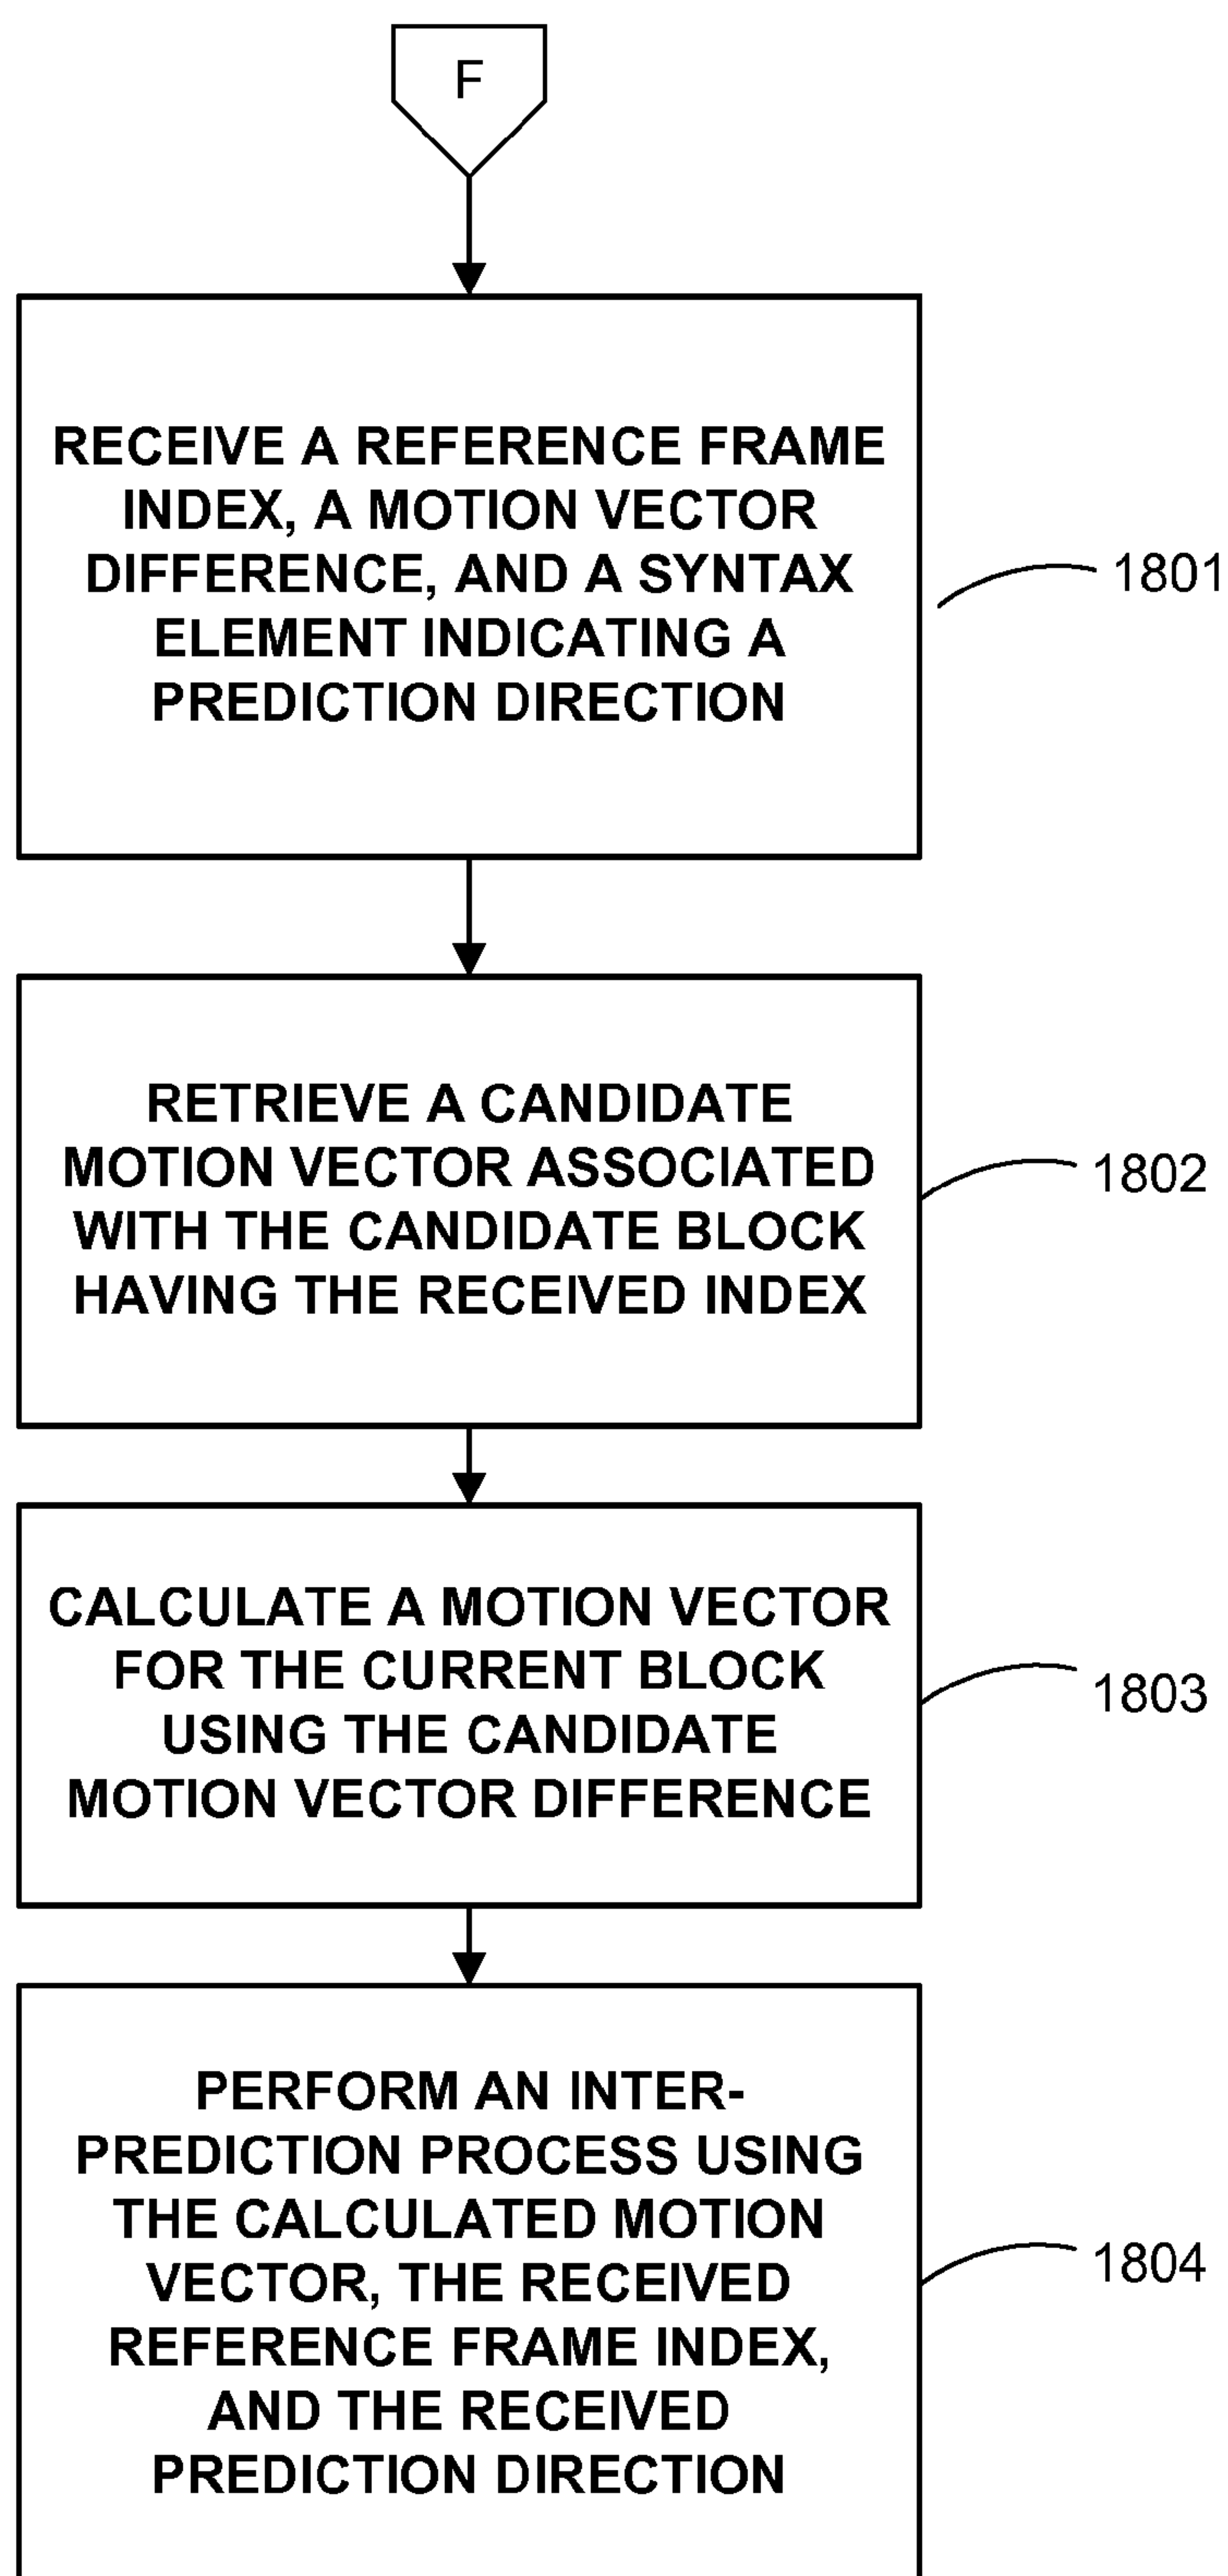 F
RECEIVE A REFERENCE FRAME
INDEX, A MOTION VECTOR
DIFFERENCE, AND A SYNTAX
ELEMENT INDICATING A
PREDICTION DIRECTION
1801
RETRIEVE A CANDIDATE
MOTION VECTOR ASSOCIATED
WITH THE CANDIDATE BLOCK
HAVING THE RECEIVED INDEX
1802
CALCULATE A MOTION VECTOR
FOR THE CURRENT BLOCK
USING THE CANDIDATE
MOTION VECTOR DIFFERENCE
1803
PERFORM AN INTER-
PREDICTION PROCESS USING
THE CALCULATED MOTION
VECTOR, THE RECEIVED
REFERENCE FRAME INDEX,
AND THE RECEIVED
PREDICTION DIRECTION
1804